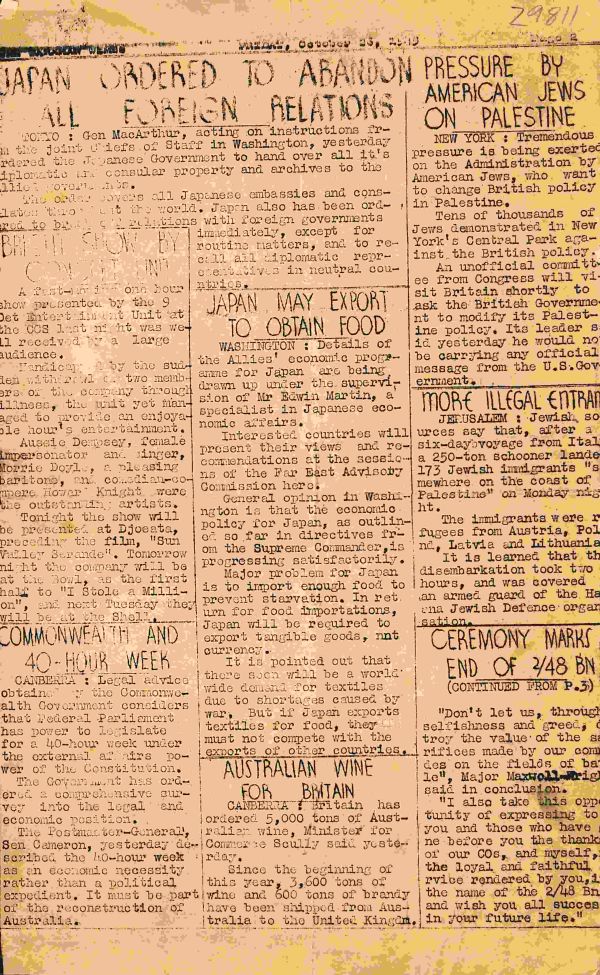 29811
FRIDAY, October 26, 1945
Page 2
JAPAN ORDERED TO ABANDON
ALL FOREIGN RELATIONS
TOKYO : Gen MacArthur, acting on instructions fr-
the joint Chiefs of Staff in Washington, yesterday
ordered the Japanese Government to hand over all it's
diplomatic and consular property and archives to the
The order covers all Japanese embassies and cons-
the world. Japan also has been ord-
ered to relations with foreign governments
immediately, except for
routine matters, and to re-
call all diplomatic repr-
esentatives in neutral cou-
ntries.
SHOW BY
A one hour
show presented by the 9
Det Entertainment Unit at
the CCS last night was we-
ll received by a large
audience.
Handicapped by the sud-
den withdrawal of two memb-
ers of the company through
illness, the unit yet man-
aged to provide an enjoya-
ble hour's entertainment.
Aussie Dempsey, female
impersonator and singer,
Morrie Doyle, a pleasing
baritone, and comedian-co-
mpere Howar Knight were
the outstanding artists.
Tonight the show will
be presented at Djoesta,
preceding the film, "Sun
Valley Serande". Tomorrow
night the company will be
at the Bowl, as the first
half to "I Stole a Milli-
on", and next Tuesday they
will be at the Shell.
COMMONWEALTH AND
40-HOUR WEEK
CANBERRA : Legal advice
obtained by the Commonwe-
alth Government considers
that Federal Parliament
has power to legislate
for a 40-hour week under
the external affairs po-
wer of the Constitution.
The Government has ord-
ered a comprehensive sur-
vey into the legal and
economic position.
The Postmaster-General,
Sen Cameron, yesterday de-
scribed the 40-hour week
as an economic necessity
rather than a political
expedient. It must be part
of the reconstruction of
Australia.
JAPAN MAY EXPORT
TO OBTAIN FOOD
WASHINGTON : Details of
the Allies' economic progr-
amme for Japan are being
drawn up under the supervi-
sion of Mr Edwin Martin, a
specialist in Japanese eco-
nomic affairs.
Interested countries will
present their views and re-
commendations at the sessio-
ns of the Far East Advisory
Commission here.
General opinion in Washi-
ngton is that the economic
policy for Japan, as outlin-
ed so far in directives fr-
om the Supreme Commander, is
progressing satisfactorily.
Major problem for Japan
is to import enough food to
prevent starvation. In ret
urn for food importations,
Japan will be required to
export tangible goods, nnt
currency.
It is pointed out that
there soon will be a world
wide demand for textiles
due to shortages caused by
war. But if Japan exports
textiles for food, they
must not compete with the
exports of other countries.
AUSTRALIAN WINE
FOR BRITAIN
CANBERRA : Britain has
ordered 5,000 tons of Aust-
ralian wine, Minister for
Commerce Scully said yeste-
rday.
Since the beginning of
this year, 3,600 tons of
wine and 600 tons of brandy
have been shipped from Aus-
tralia to the United Kingdm.
PRESSURE BY
AMERICAN JEWS
ON PALESTINE
NEW YORK : Tremendous
pressure is being exerted
on the Administration by
American Jews, who want
to change British policy
in Palestine.
Tens of thousands of
Jews demonstrated in New
York's Central Park aga-
inst the British policy.
An unofficial committ-
ee from Congress will vi-
sit Britain shortly to
ask the British Governme-
nt to modify its Palest-
ine policy. Its leader s
id yesterday he would no
be carrying any official
message from the U.S.Gov
ernment.
MORE ILLEGAL ENTRAN
JERUSALEM : Jewish so
urces say that, after a
six-day voyage from Ital
a 250-ton schooner lande
173 Jewish immigrants "s
mewhere on the coast of
Palestine" on Monday nig
ht.
The immigrants were r
fugees from Austria, Pol
nd, Latvia and Lithuania
It is learned that th
disembarkation took two
hours, and was covered
an armed guard of the Ha
ana Jewish Defence organ
sation.
CEREMONY MARKS
END OF 2/48 BN
(CONTINUED FROM P.3)
"Don't let us, through
selfishness and greed, d
troy the value of the sa
rifices made by our com
des on the fields of ba
le", Major Maxwell-Wrig
said in conclusion.
"I also take this oppo
tunity of expressing to
you and those who have
ne before you the thank
of our COs, and myself,
the loyal and faithful
rvice rendered by you, i
the name of the 2/48 Bn
and wish you all success
in your future life."